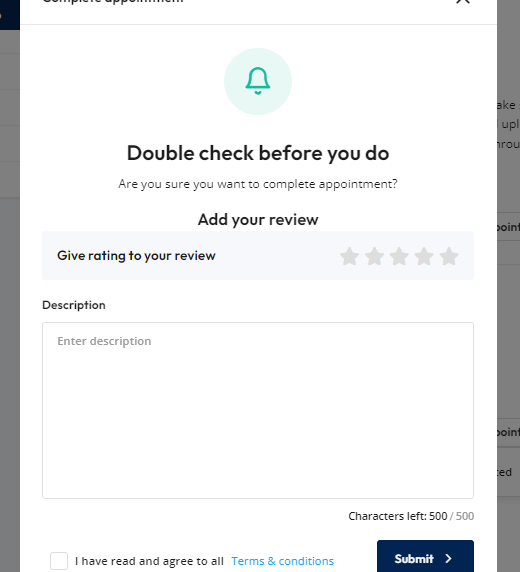 Complete appointment
Double check before you do
Are you sure you want to complete appointment?
Add your review
Give rating to your review
Description
Enter description
Characters left: 500 / 500
I have read and agree to all Terms & conditions
Submit